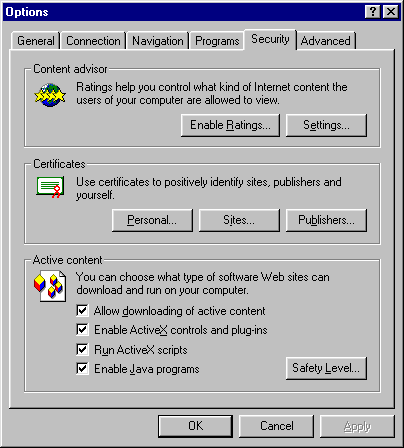 Options
General Connection Navigation Programs Security Advanced
Content advisor
Ratings help you control what kind of Internet content the
users of your computer are allowed to view.
Enable Ratings... Settings...
Certificates
Use certificates to positively identify sites, publishers and
yourself.
Personal... Sites... Publishers...
Active content
You can choose what type of software Web sites can
download and run on your computer.
Allow downloading of active content
Enable ActiveX controls and plug-ins
Run ActiveX scripts
Enable Java programs
Safety Level...
OK Cancel Apply